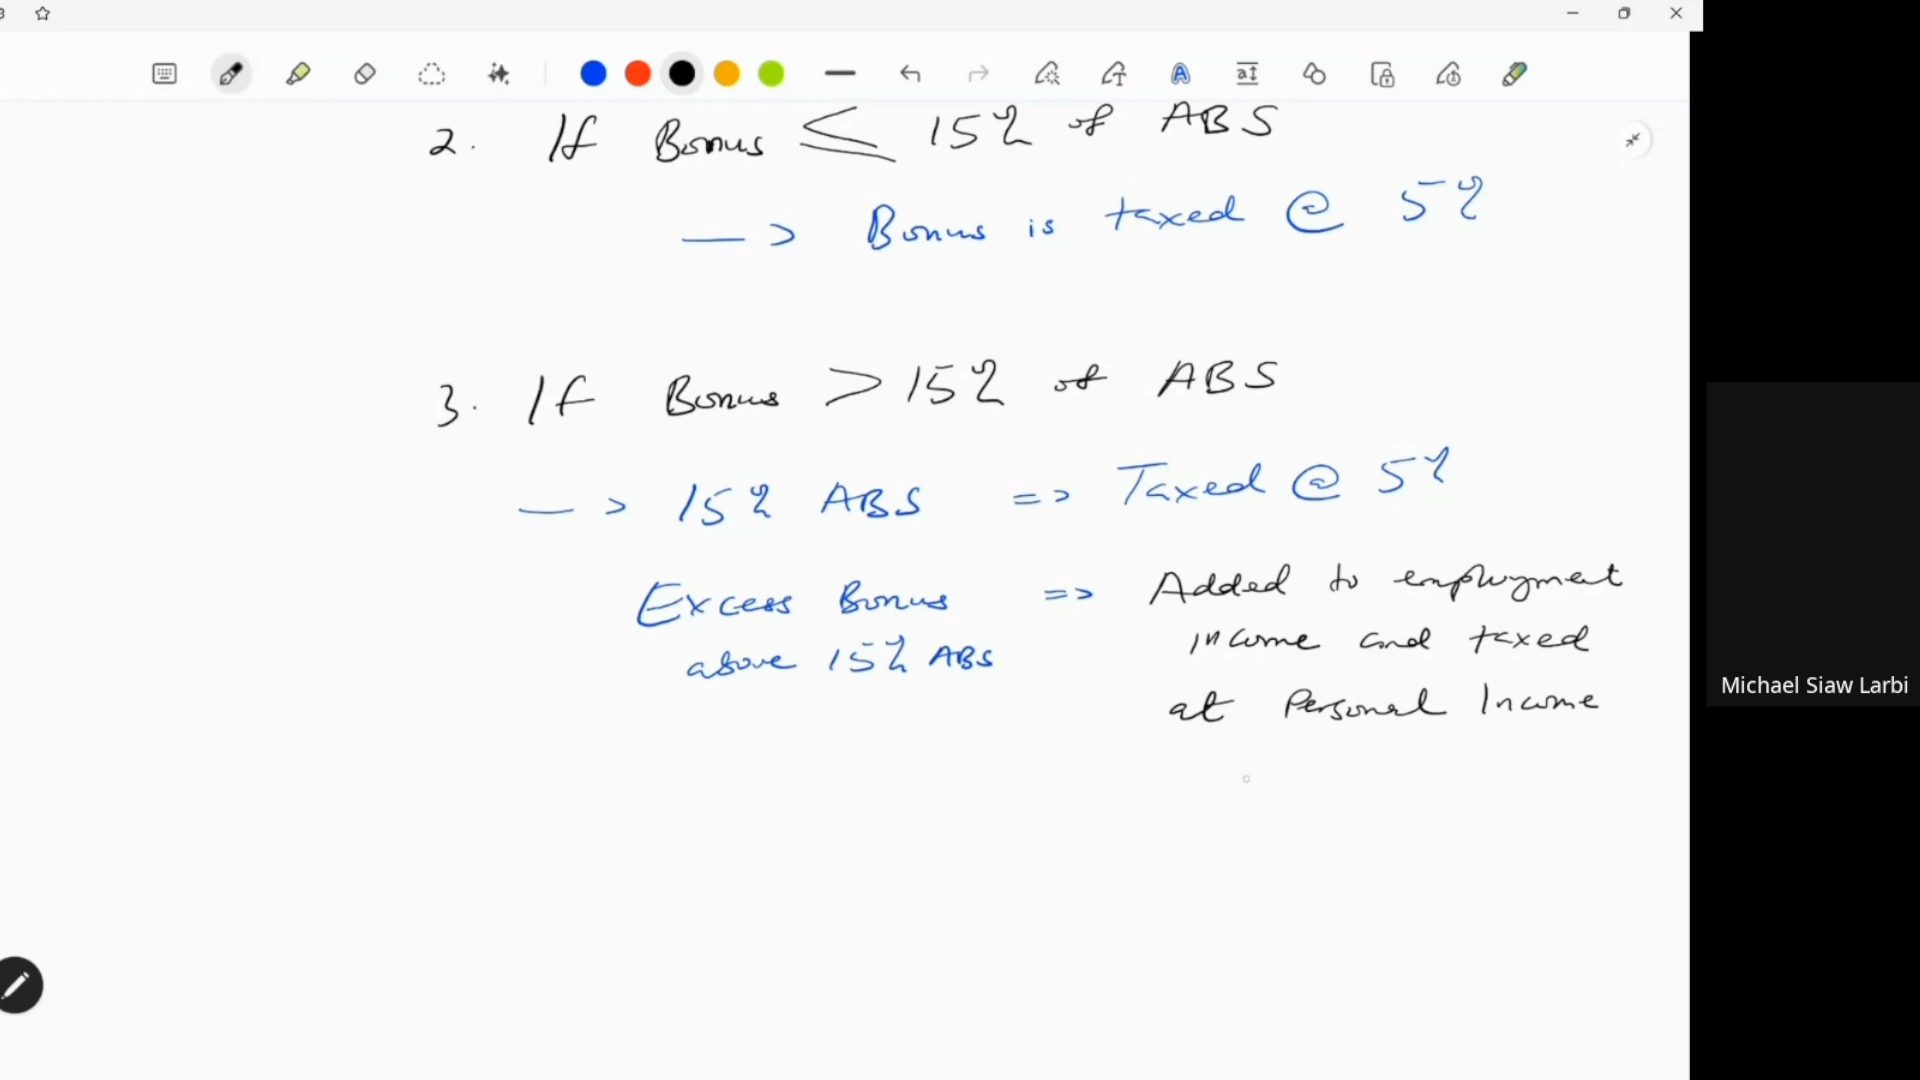 2. If Bonus ≤ 15% of ABS
—> Bonus is taxed @ 5%
3. If Bonus > 15% of ABS
—> 15% ABS => Taxed @ 5%
Excess Bonus => Added to employment
above 15% ABS income and taxed
at Personal Income
Michael Siaw Larbi